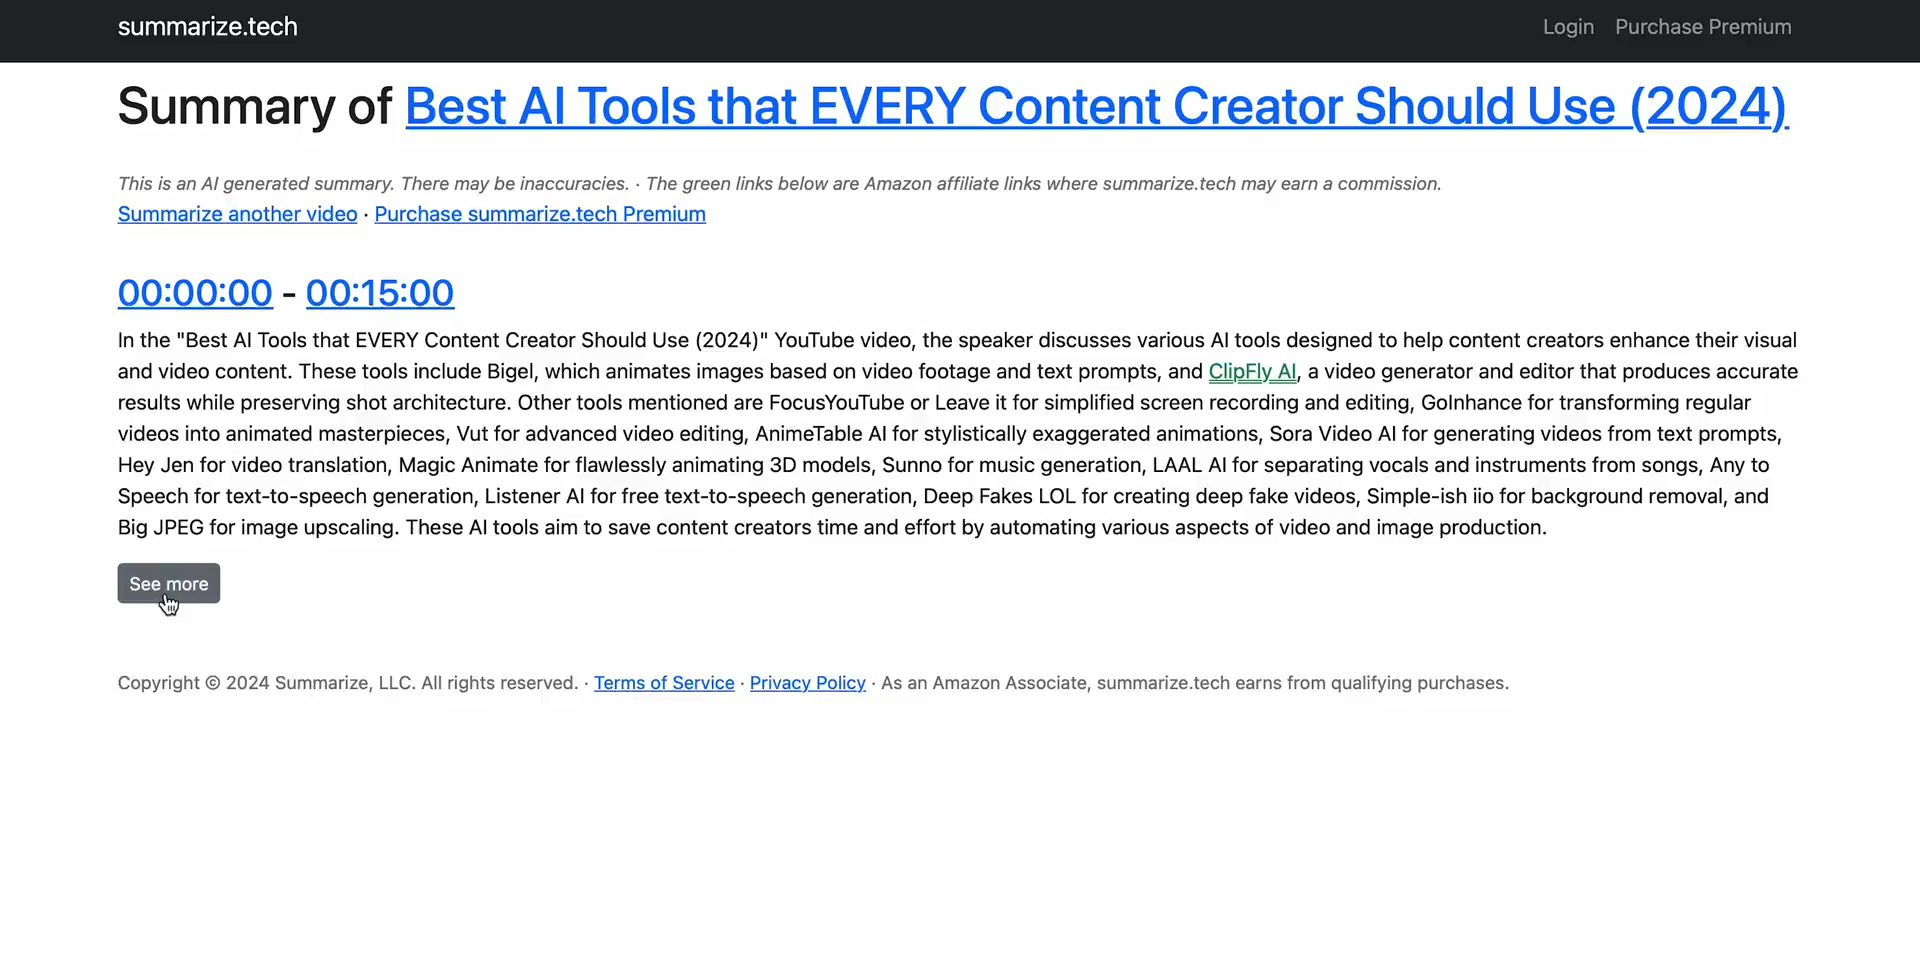 summarize.tech
Login Purchase Premium
Summary of Best AI Tools that EVERY Content Creator Should Use (2024)
This is an AI generated summary. There may be inaccuracies. · The green links below are Amazon affiliate links where summarize.tech may earn a commission.
Summarize another video · Purchase summarize.tech Premium
00:00:00 - 00:15:00
In the "Best AI Tools that EVERY Content Creator Should Use (2024)" YouTube video, the speaker discusses various AI tools designed to help content creators enhance their visual
and video content. These tools include Bigel, which animates images based on video footage and text prompts, and ClipFly AI, a video generator and editor that produces accurate
results while preserving shot architecture. Other tools mentioned are FocusYouTube or Leave it for simplified screen recording and editing, GoInhance for transforming regular
videos into animated masterpieces, Vut for advanced video editing, AnimeTable AI for stylistically exaggerated animations, Sora Video AI for generating videos from text prompts,
Hey Jen for video translation, Magic Animate for flawlessly animating 3D models, Sunno for music generation, LAAL AI for separating vocals and instruments from songs, Any to
Speech for text-to-speech generation, Listener AI for free text-to-speech generation, Deep Fakes LOL for creating deep fake videos, Simple-ish iio for background removal, and
Big JPEG for image upscaling. These AI tools aim to save content creators time and effort by automating various aspects of video and image production.
See more
Copyright © 2024 Summarize, LLC. All rights reserved. · Terms of Service · Privacy Policy · As an Amazon Associate, summarize.tech earns from qualifying purchases.